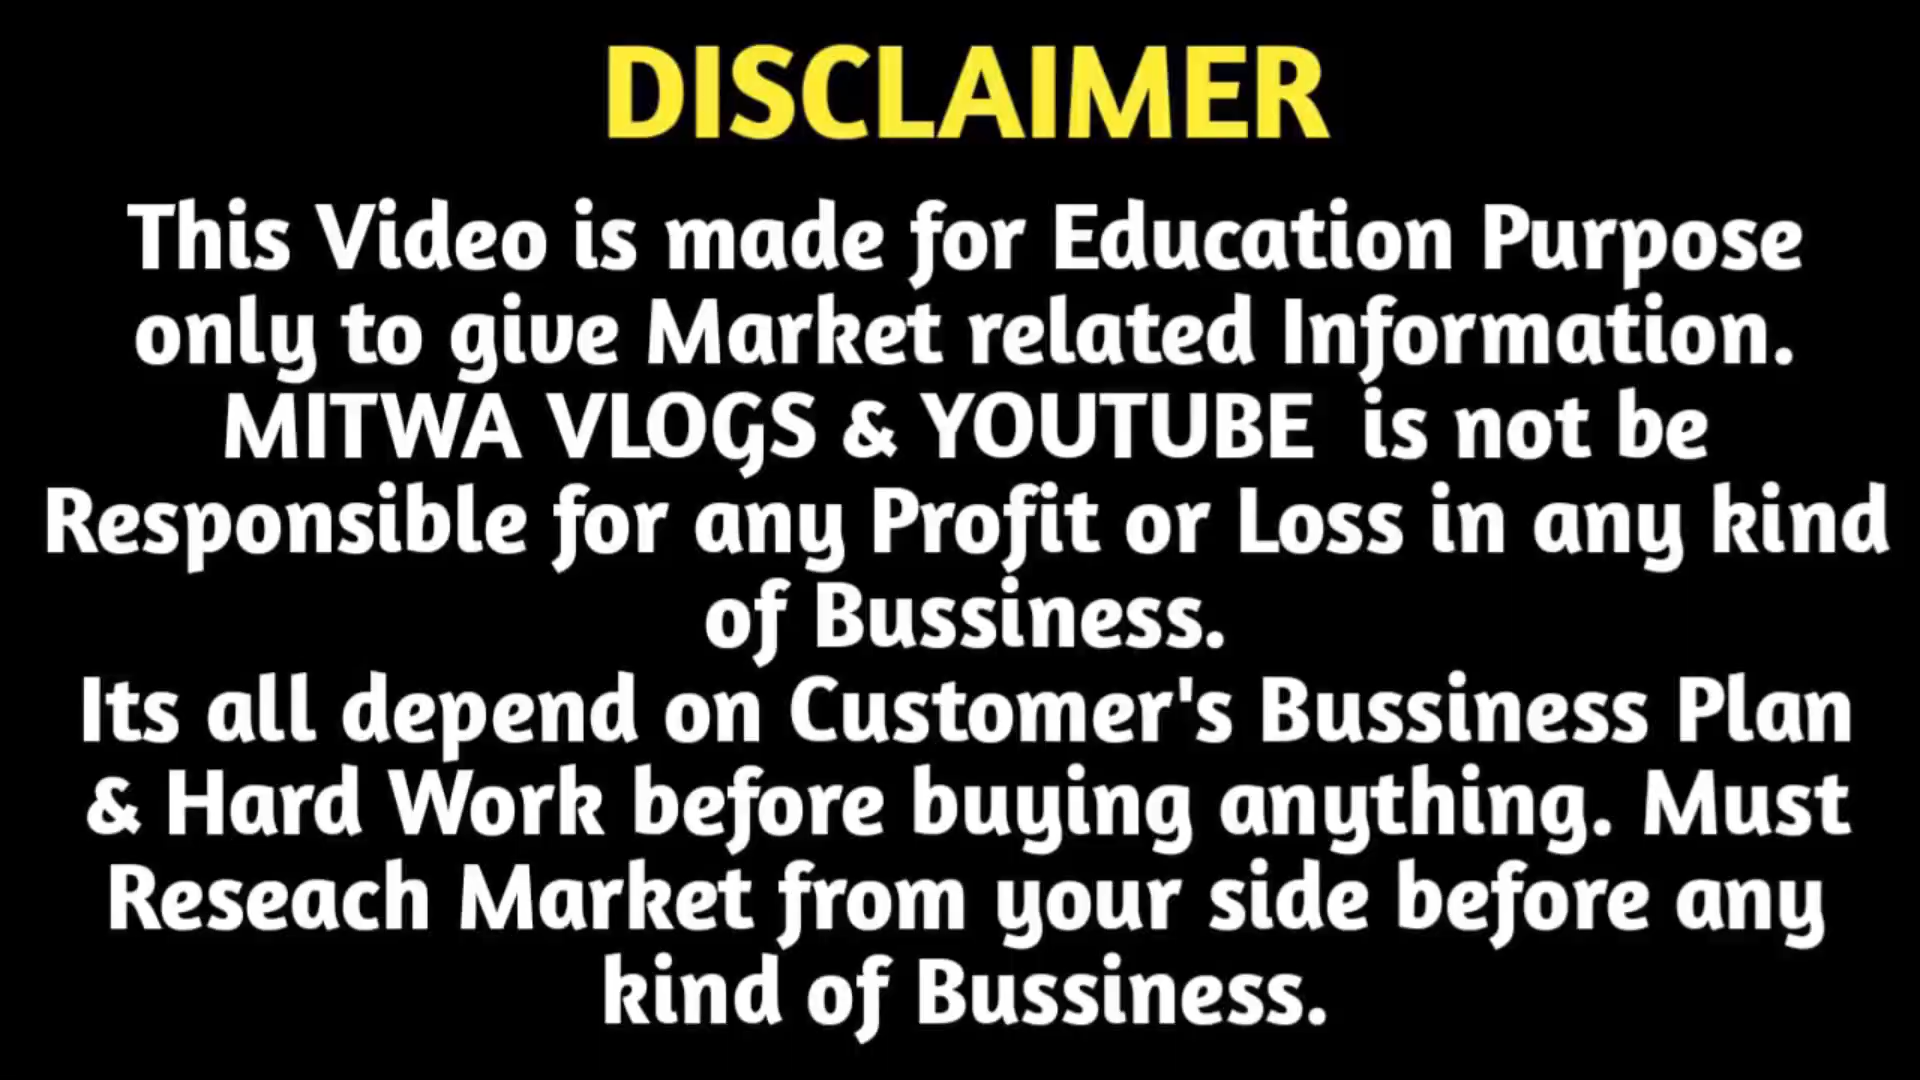 DISCLAIMER
This Video is made for Education Purpose
only to give Market related Information.
MITWA VLOGS & YOUTUBE is not be
Responsible for any Profit or Loss in any kind
of Bussiness.
Its all depend on Customer's Bussiness Plan
& Hard Work before buying anything. Must
Reseach Market from your side before any
kind of Bussiness.